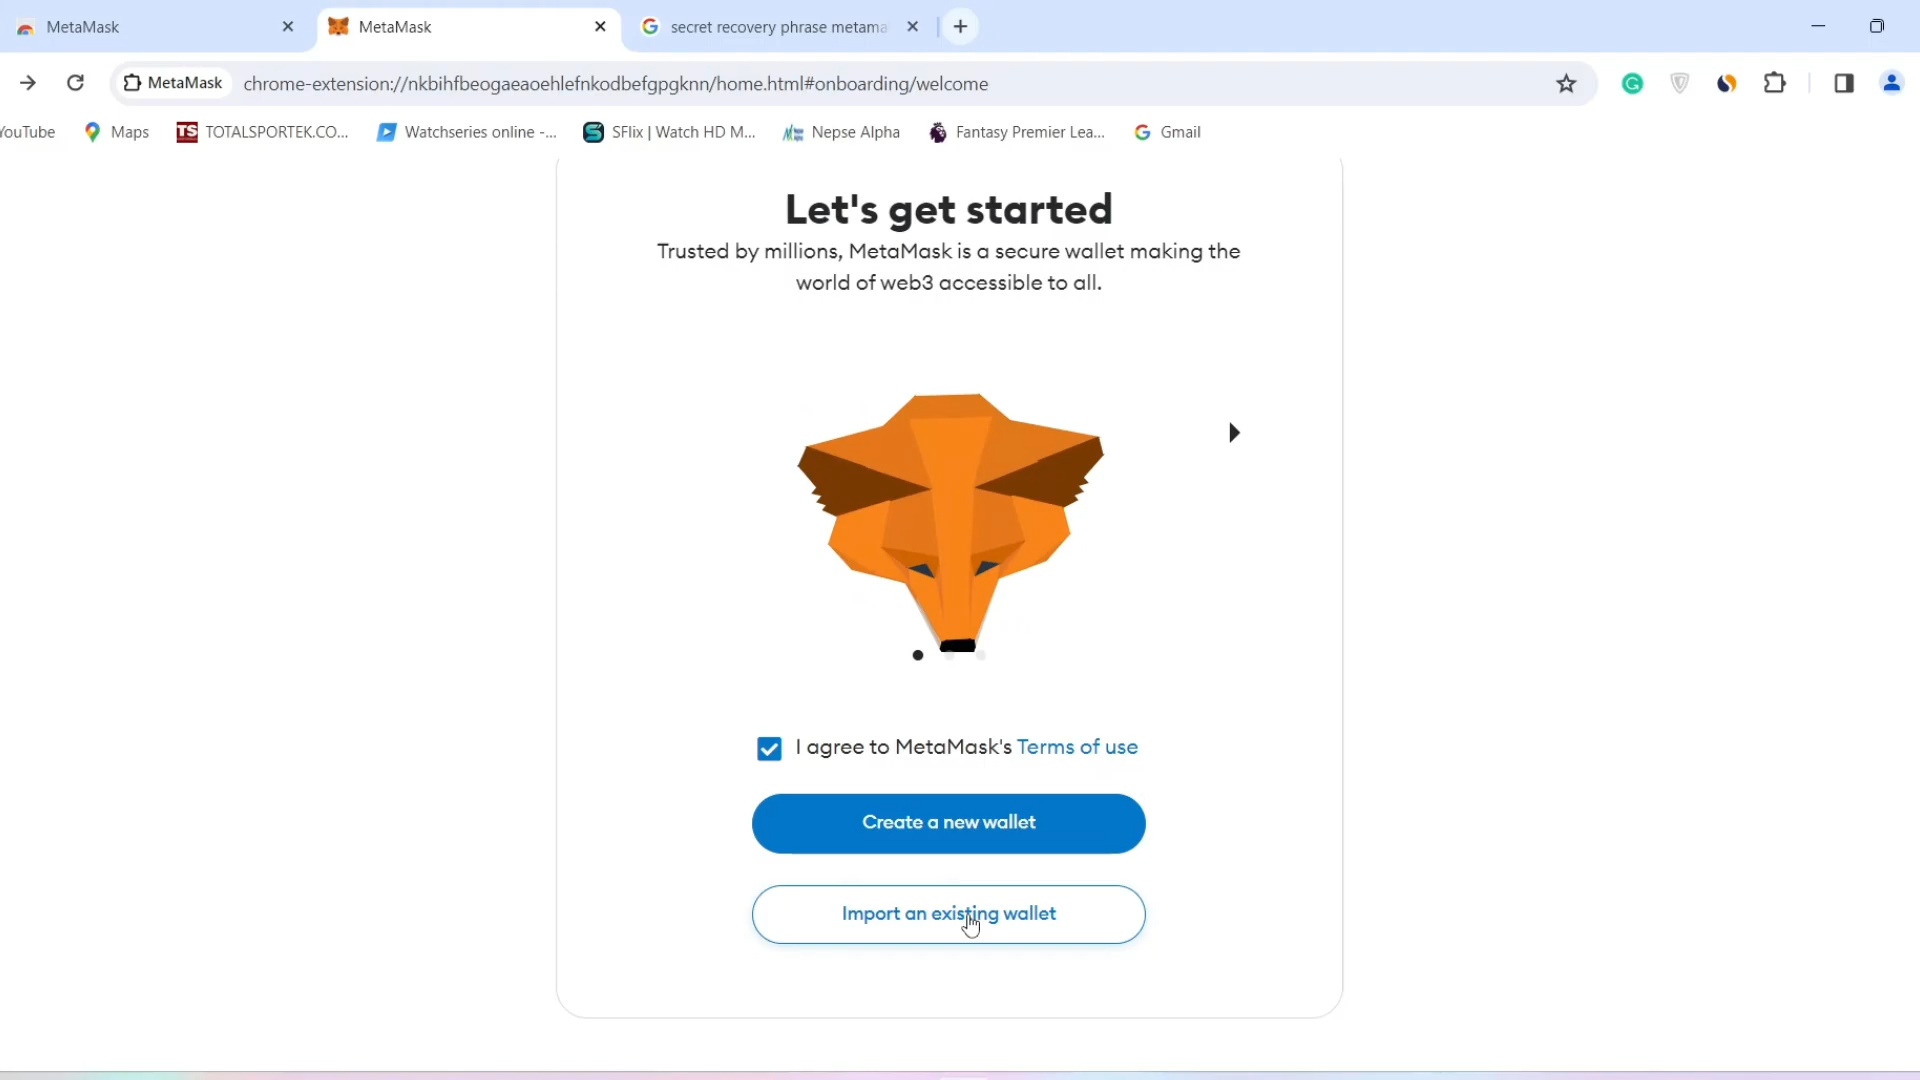 MetaMask
MetaMask
secret recovery phrase metama
MetaMask
chrome-extension://nkbihfbeogaeaoehlefnkodbefgpgknn/home.html#onboarding/welcome
YouTube
Maps
TS TOTALSPORTEK.CO...
Watchseries online -...
SFlix | Watch HD M...
Nepse Alpha
Fantasy Premier Lea...
Gmail
Let's get started
Trusted by millions, MetaMask is a secure wallet making the
world of web3 accessible to all.
I agree to MetaMask's Terms of use
Create a new wallet
Import an existing wallet